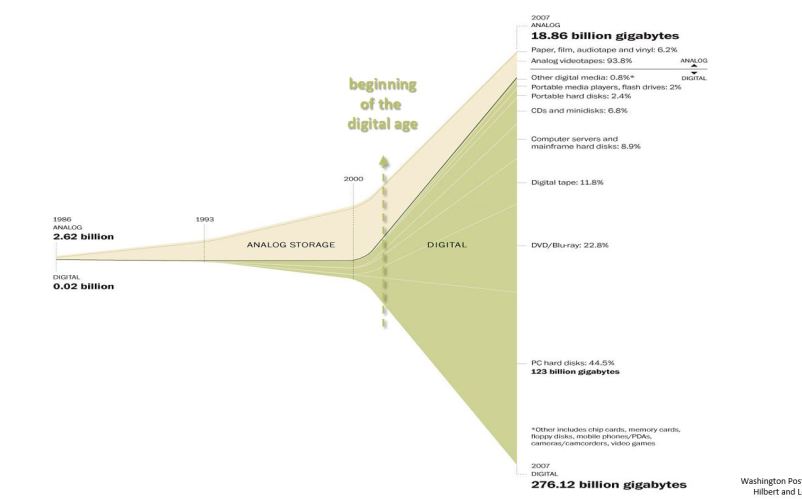 2007
ANALOG
18.86 billion gigabytes
Paper, film, audiotape and vinyl: 6.2%
Analog videotapes: 93.8%
ANALOG
DIGITAL
Other digital media: 0.8%*
Portable media players, flash drives: 2%
Portable hard disks: 2.4%
CDs and minidisks: 6.8%
Computer servers and
mainframe hard disks: 8.9%
Digital tape: 11.8%
DVD/Blu-ray: 22.8%
PC hard disks: 44.5%
123 billion gigabytes
*Other includes chip cards, memory cards,
floppy disks, mobile phones/PDAs,
cameras/camcorders, video games
2007
DIGITAL
276.12 billion gigabytes
beginning
of the
digital age
2000
1993
1986
ANALOG
2.62 billion
ANALOG STORAGE
DIGITAL
DIGITAL
0.02 billion
Washington Pos
Hilbert and L